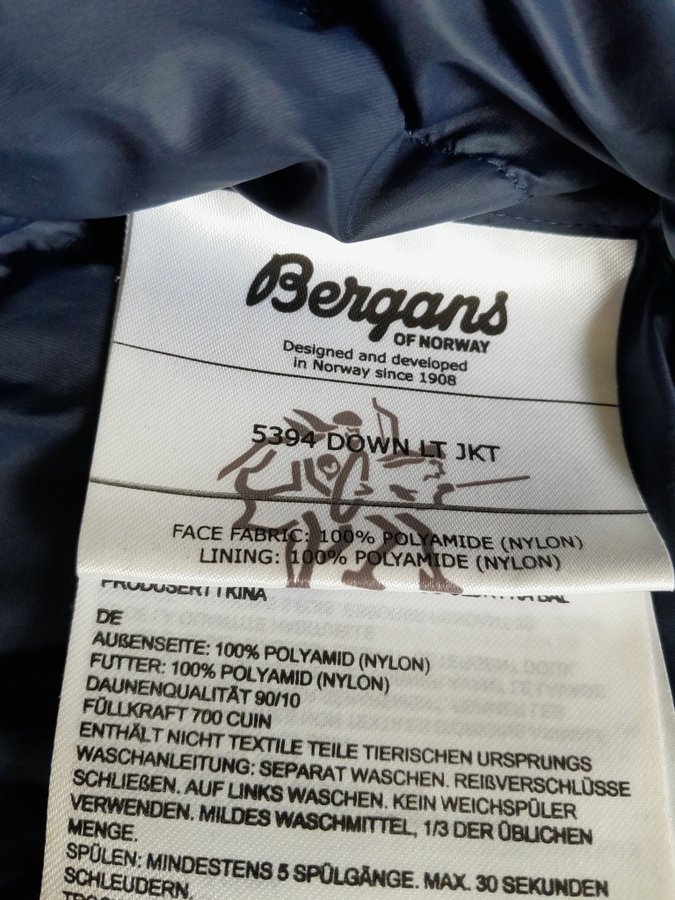 Bergans
OF NORWAY
Designed and developed
in Norway since 1908
5394 DOWN LT JKT
FACE FABRIC: 100% POLYAMIDE (NYLON)
LINING: 100% POLYAMIDE (NYLON)
PRODUSERT I KINA
DE
AUßENSEITE: 100% POLYAMID (NYLON)
FUTTER: 100% POLYAMID (NYLON)
DAUNENQUALITÄT 90/10
FÜLLKRAFT 700 CUIN
ENTHÄLT NICHT TEXTILE TEILE TIERISCHEN URSPRUNGS
WASCHANLEITUNG: SEPARAT WASCHEN. REIßVERSCHLÜSSE
SCHLIEßEN. AUF LINKS WASCHEN. KEIN WEICHSPÜLER
VERWENDEN. MILDES WASCHMITTEL, 1/3 DER ÜBLICHEN
MENGE.
SPÜLEN: MINDESTENS 5 SPÜLGÄNGE. MAX. 30 SEKUNDEN
SCHLEUDERN.